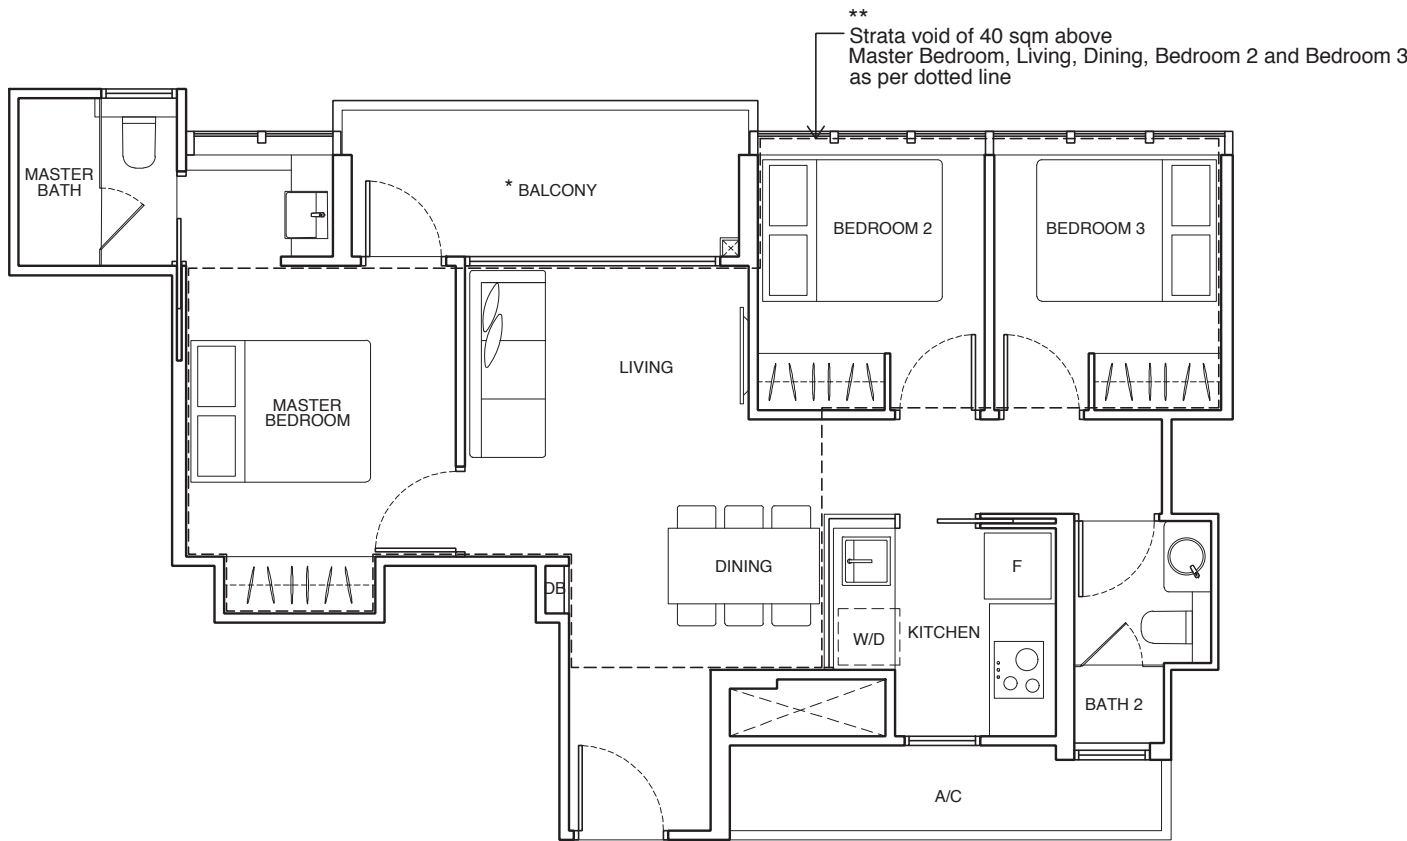 **
Strata void of 40 sqm above
Master Bedroom, Living, Dining, Bedroom 2 and Bedroom 3
as per dotted line
MASTER
BATH
* BALCONY
BEDROOM 2
BEDROOM 3
LIVING
MASTER
BEDROOM
DINING
DB
F
W/D
KITCHEN
BATH 2
A/C